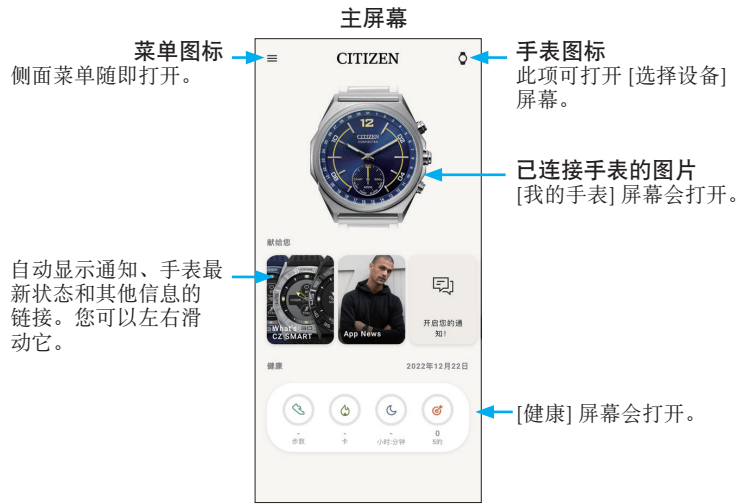 主屏幕
菜单图标
侧面菜单随即打开。
CITIZEN
手表图标
此项可打开 [选择设备]
屏幕。
12
CITIZEN
已连接手表的图片
[我的手表] 屏幕会打开。
献给您
自动显示通知、手表最
新状态和其他信息的
链接。您可以左右滑
动它。
What's
CZ SMART
App News
开启您的通
知!
健康
2022年12月22日
-
步数
-
卡
-
小时:分钟
0
5的
[健康] 屏幕会打开。